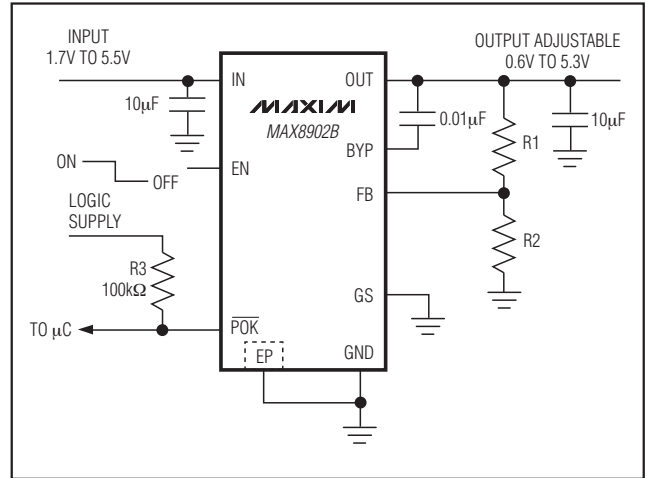 INPUT
1.7V TO 5.5V
OUTPUT ADJUSTABLE
0.6V TO 5.3V
IN
OUT
10μF
MAXIM
MAX8902B
0.01μF
10μF
R1
BYP
ON
OFF
EN
FB
LOGIC
SUPPLY
R2
R3
100kΩ
GS
TO μC
POK
EP
GND